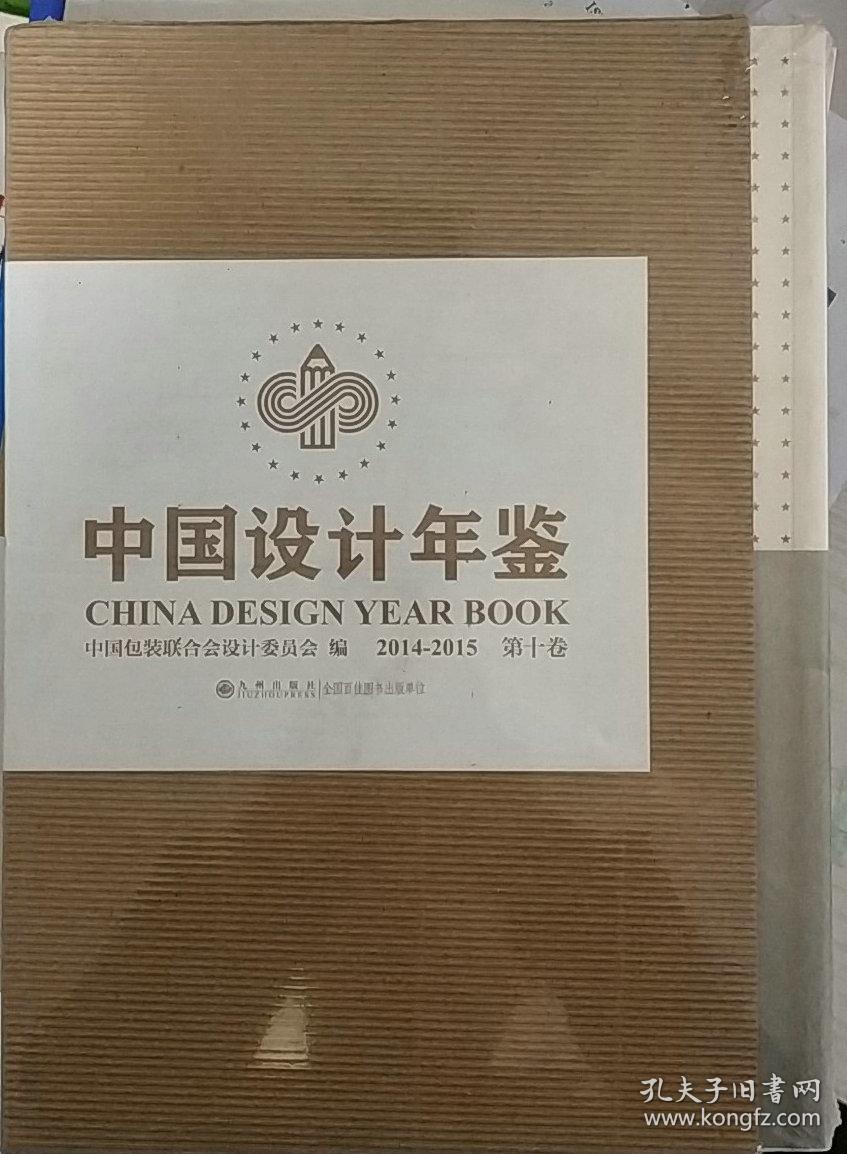 中国设计年鉴
CHINA DESIGN YEAR BOOK
中国包装联合会设计委员会 编 2014-2015 第十卷
九州出版社 全国百佳图书出版单位
JIUZHOUPRESS
孔夫子旧书网
www.kongfz.com